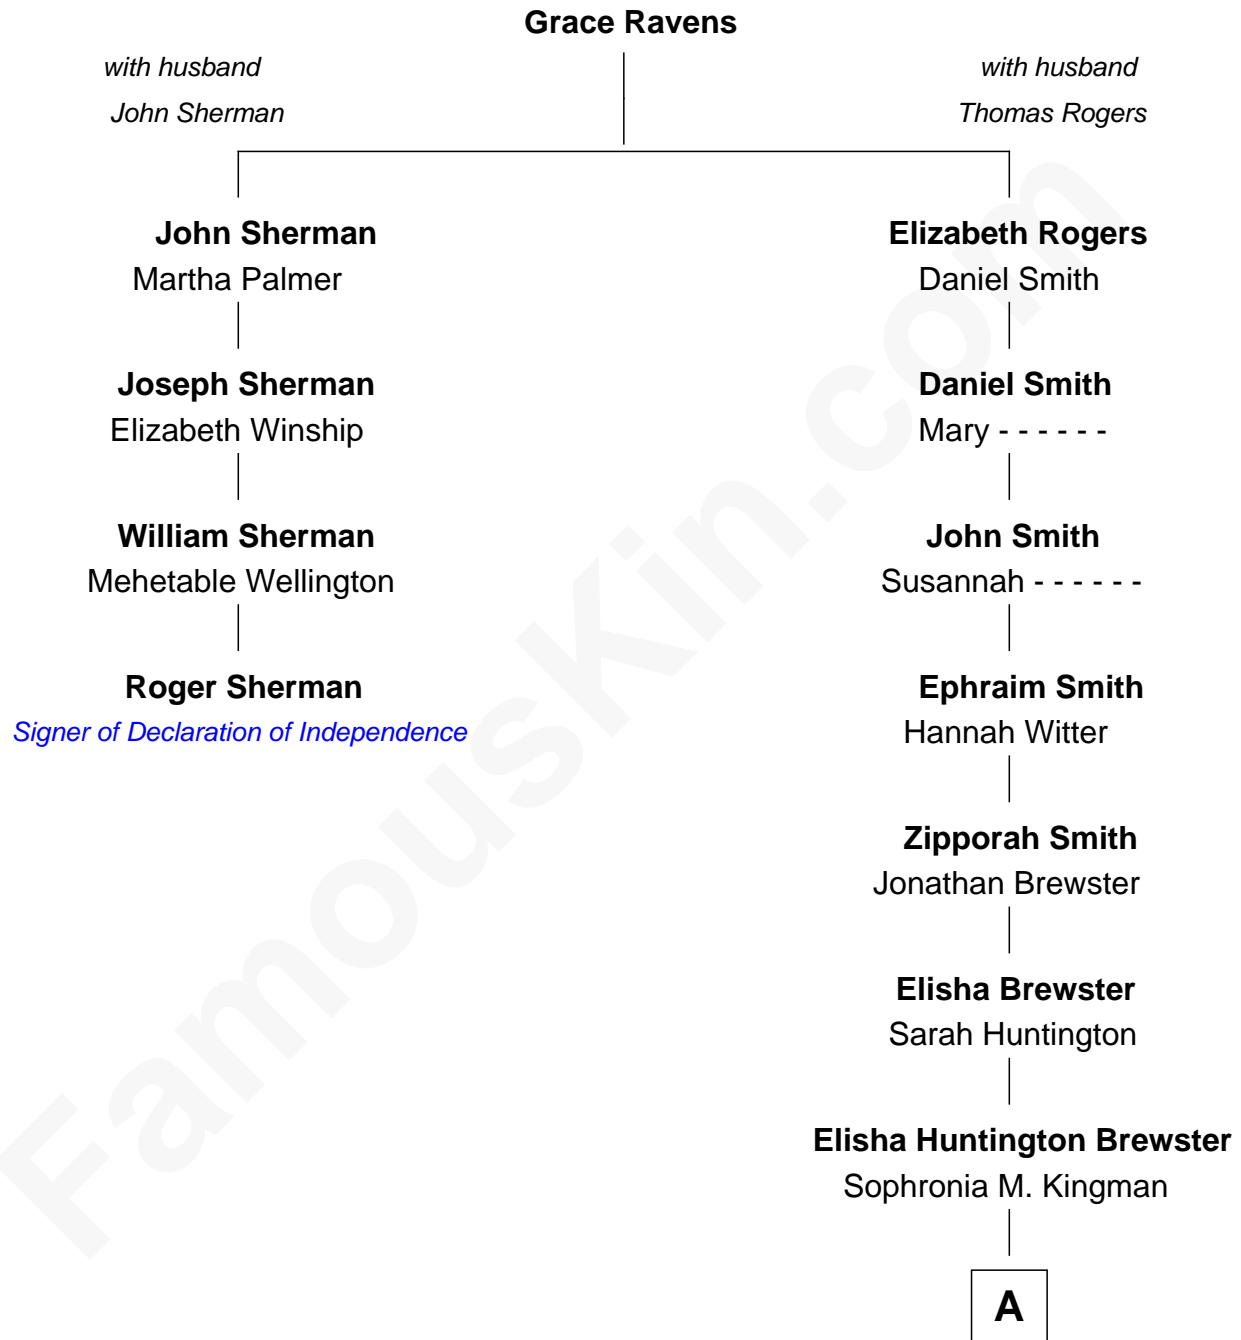 Grace Ravens
with husband
John Sherman
with husband
Thomas Rogers
John Sherman
Martha Palmer
Joseph Sherman
Elizabeth Winship
William Sherman
Mehetable Wellington
Roger Sherman
Signer of Declaration of Independence
Elizabeth Rogers
Daniel Smith
Daniel Smith
Mary - - - - - -
John Smith
Susannah - - - - - -
Ephraim Smith
Hannah Witter
Zipporah Smith
Jonathan Brewster
Elisha Brewster
Sarah Huntington
Elisha Huntington Brewster
Sophronia M. Kingman
A
FamousKin.com